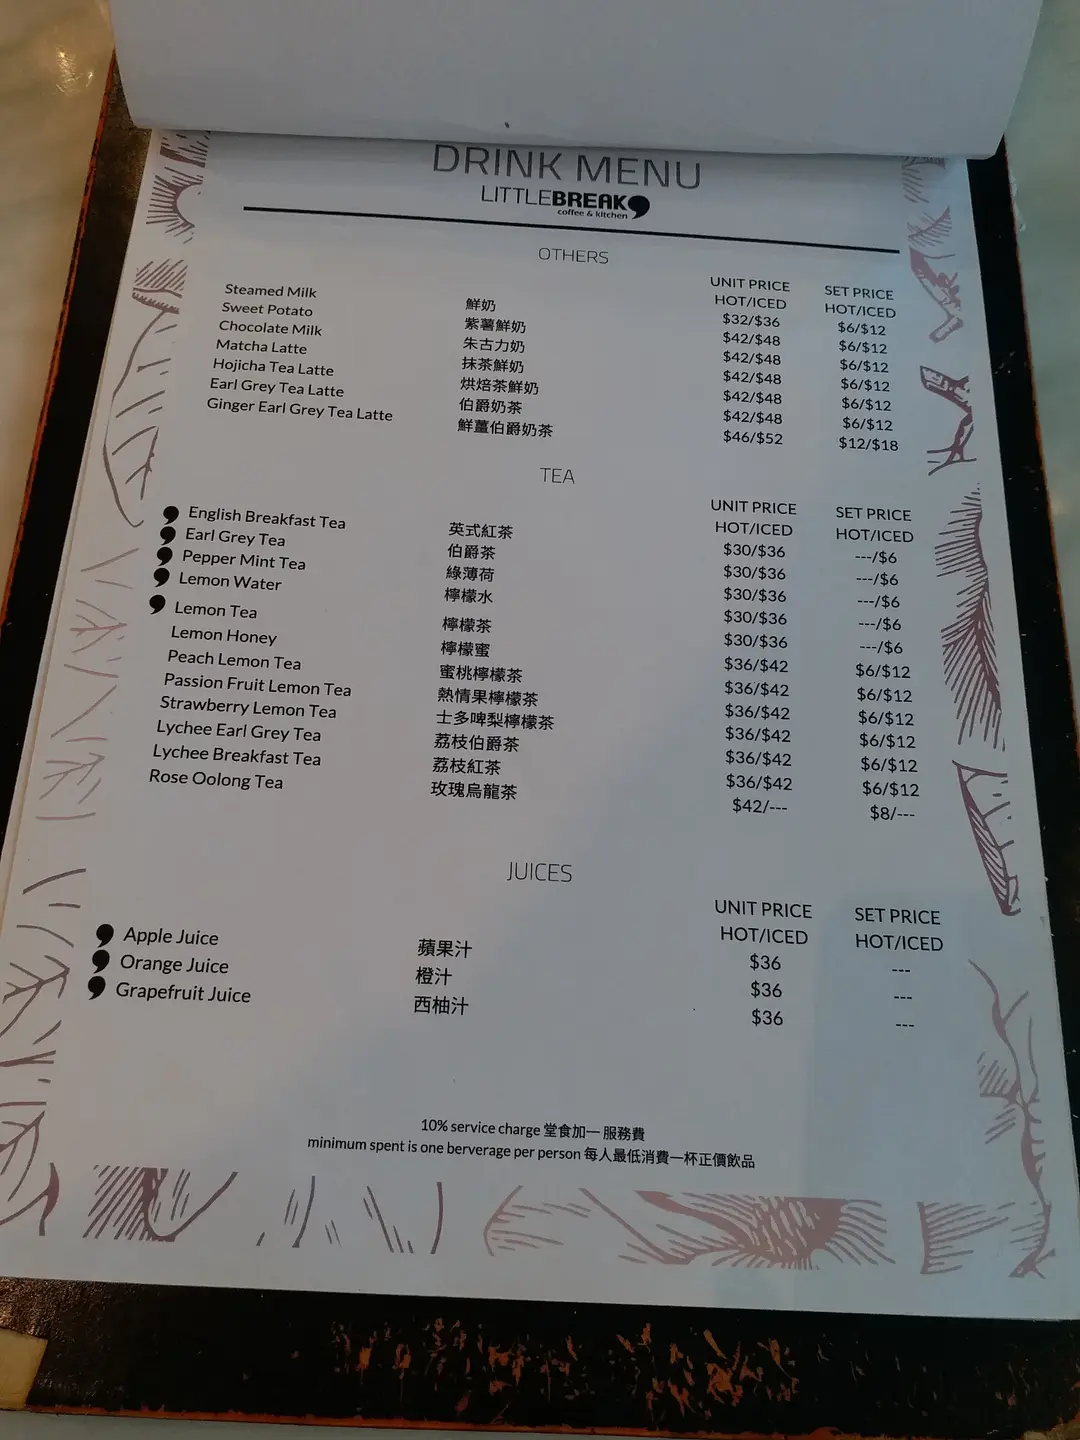 DRINK MENU
LITTLEBREAK
coffee & kitchen
OTHERS
UNIT PRICE SET PRICE
HOT/ICED HOT/ICED
Steamed Milk 鮮奶 $32/$36 $6/$12
Sweet Potato 紫薯鮮奶 $42/$48 $6/$12
Chocolate Milk 朱古力奶 $42/$48 $6/$12
Matcha Latte 抹茶鮮奶 $42/$48 $6/$12
Hojicha Tea Latte 烘焙茶鮮奶 $42/$48 $6/$12
Earl Grey Tea Latte 伯爵奶茶 $42/$48 $6/$12
Ginger Earl Grey Tea Latte 鮮薑伯爵奶茶 $46/$52 $12/$18
TEA
UNIT PRICE SET PRICE
HOT/ICED HOT/ICED
English Breakfast Tea 英式紅茶 $30/$36 ---/$6
Earl Grey Tea 伯爵茶 $30/$36 ---/$6
Pepper Mint Tea 綠薄荷 $30/$36 ---/$6
Lemon Water 檸檬水 $30/$36 ---/$6
Lemon Tea 檸檬茶 $30/$36 ---/$6
Lemon Honey 檸檬蜜 $36/$42 $6/$12
Peach Lemon Tea 蜜桃檸檬茶 $36/$42 $6/$12
Passion Fruit Lemon Tea 熱情果檸檬茶 $36/$42 $6/$12
Strawberry Lemon Tea 士多啤梨檸檬茶 $36/$42 $6/$12
Lychee Earl Grey Tea 荔枝伯爵茶 $36/$42 $6/$12
Lychee Breakfast Tea 荔枝紅茶 $36/$42 $6/$12
Rose Oolong Tea 玫瑰烏龍茶 $42/--- $8/---
JUICES
UNIT PRICE SET PRICE
HOT/ICED HOT/ICED
Apple Juice 蘋果汁 $36 ---
Orange Juice 橙汁 $36 ---
Grapefruit Juice 西柚汁 $36 ---
10% service charge 堂食加一 服務費
minimum spent is one berverage per person 每人最低消費一杯正價飲品